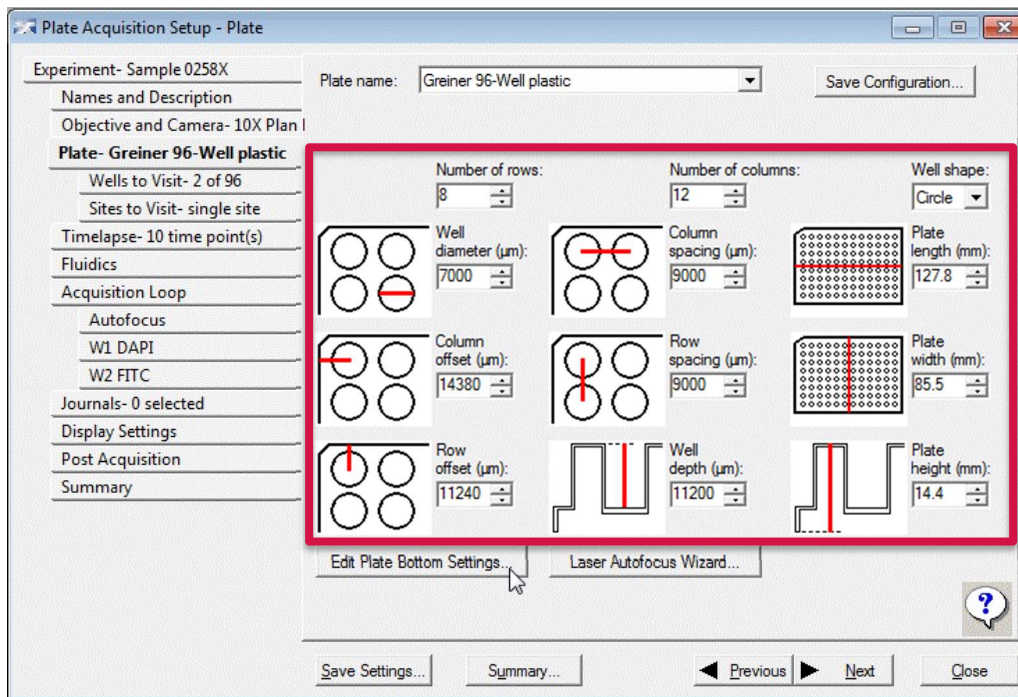 Plate Acquisition Setup - Plate
Experiment- Sample 0258X
Names and Description
Objective and Camera- 10X Plan
Plate- Greiner 96-Well plastic
Wells to Visit- 2 of 96
Sites to Visit- single site
Timelapse- 10 time point(s)
Fluidics
Acquisition Loop
Autofocus
W1 DAPI
W2 FITC
Journals- 0 selected
Display Settings
Post Acquisition
Summary
Plate name: Greiner 96-Well plastic
Save Configuration...
Number of rows:
8
Number of columns:
12
Well shape:
Circle
Well
diameter (µm):
7000
Column
spacing (µm):
9000
Plate
length (mm):
127.8
Column
offset (µm):
14380
Row
spacing (µm):
9000
Plate
width (mm):
85.5
Row
offset (µm):
11240
Well
depth (µm):
11200
Plate
height (mm):
14.4
Edit Plate Bottom Settings...
Laser Autofocus Wizard...
?
Save Settings...
Summary...
Previous
Next
Close